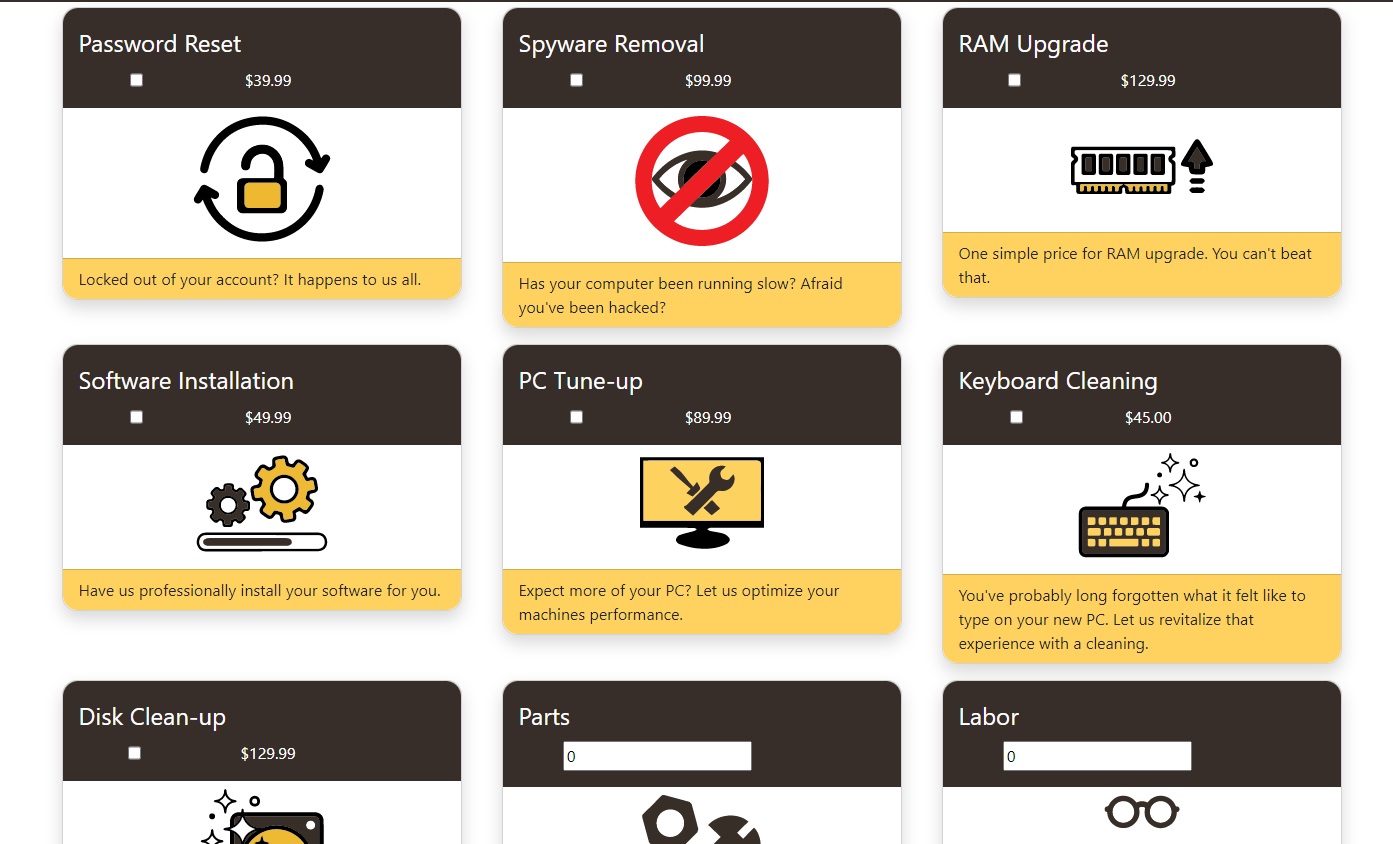 Password Reset
$39.99
Locked out of your account? It happens to us all.
Spyware Removal
$99.99
Has your computer been running slow? Afraid
you've been hacked?
RAM Upgrade
$129.99
One simple price for RAM upgrade. You can't beat
that.
Software Installation
$49.99
Have us professionally install your software for you.
PC Tune-up
$89.99
Expect more of your PC? Let us optimize your
machines performance.
Keyboard Cleaning
$45.00
You've probably long forgotten what it felt like to
type on your new PC. Let us revitalize that
experience with a cleaning.
Disk Clean-up
$129.99
Parts
0
Labor
0